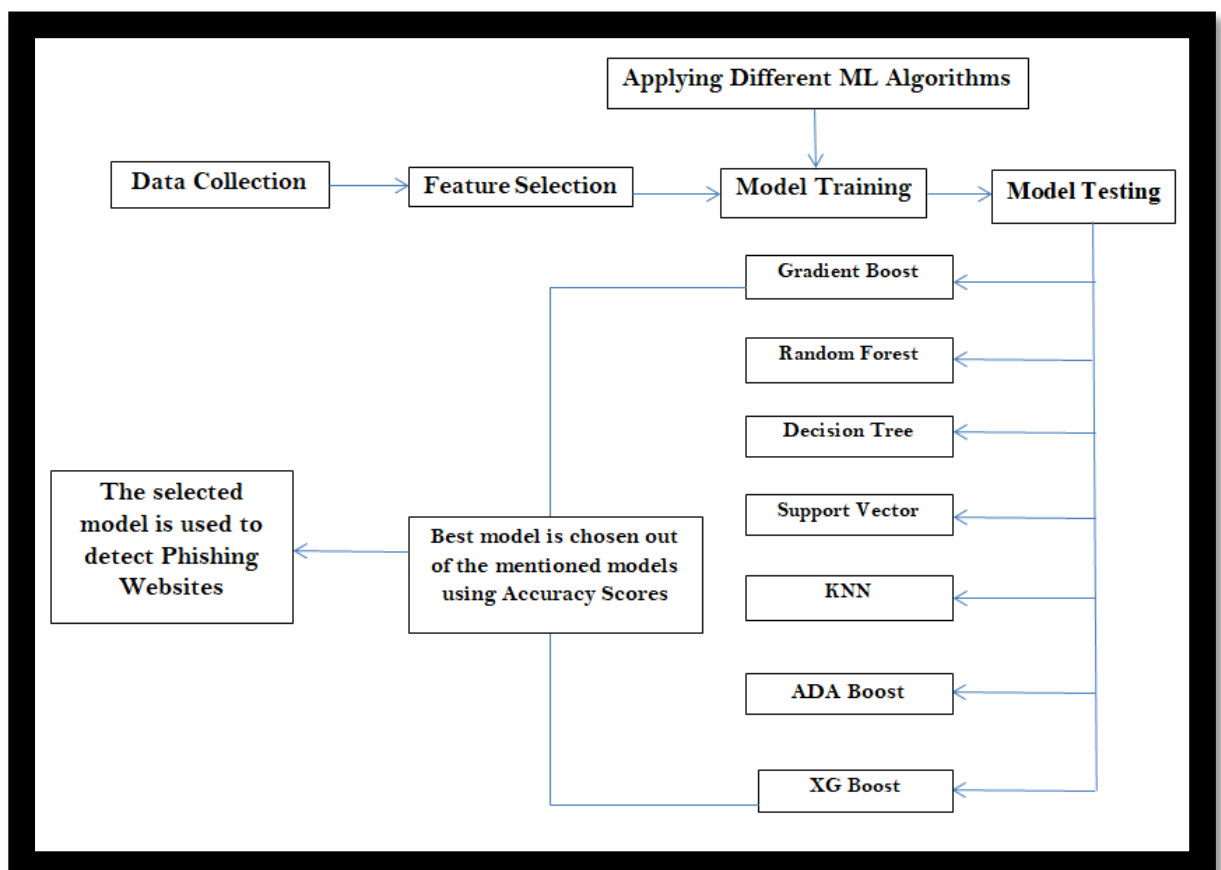 Applying Different ML Algorithms
Data Collection
Feature Selection
Model Training
Model Testing
Gradient Boost
Random Forest
Decision Tree
Support Vector
KNN
ADA Boost
XG Boost
Best model is chosen out
of the mentioned models
using Accuracy Scores
The selected
model is used to
detect Phishing
Websites